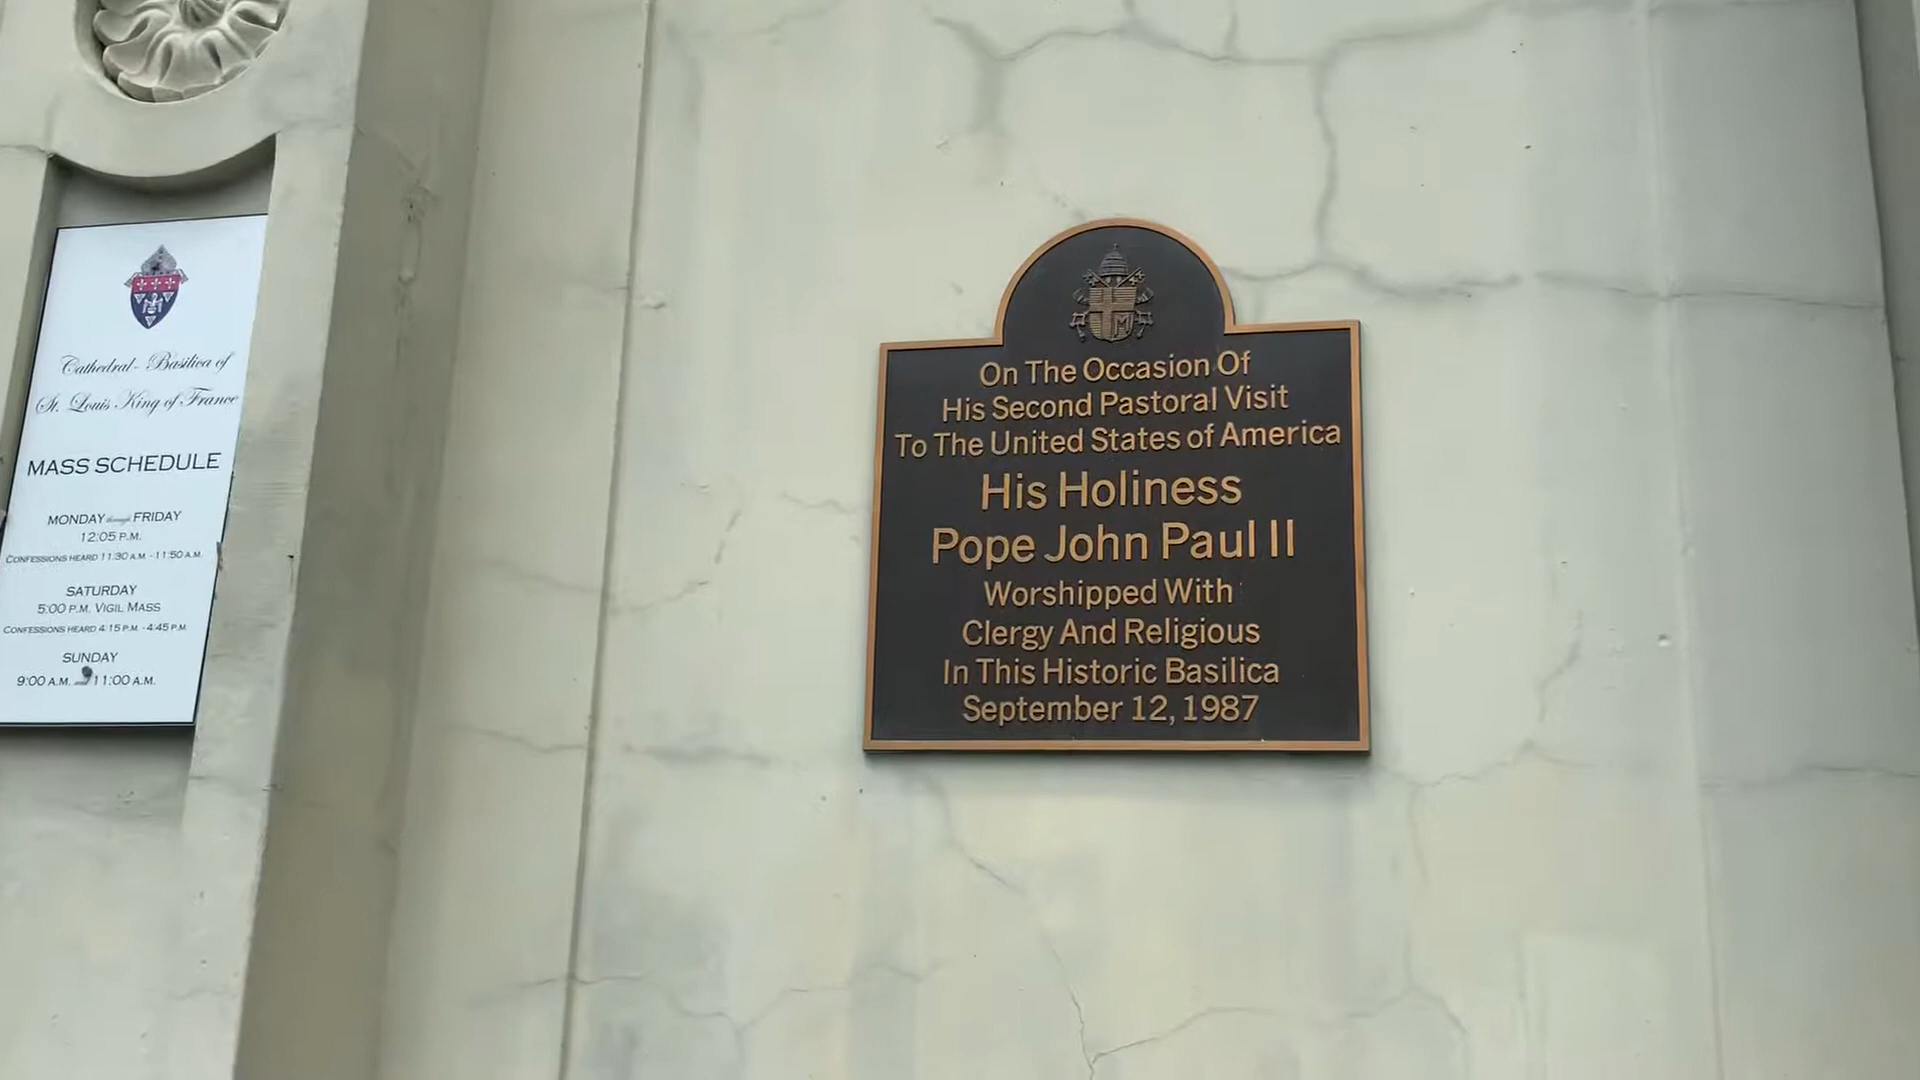 Cathedral - Basilica of
St. Louis King of France
MASS SCHEDULE
MONDAY through FRIDAY
12:05 P.M.
CONFESSIONS HEARD 11:30 A.M. - 11:50 A.M.
SATURDAY
5:00 P.M. VIGIL MASS
CONFESSIONS HEARD 4:15 P.M. - 4:45 P.M.
SUNDAY
9:00 A.M. and 11:00 A.M.
On The Occasion Of
His Second Pastoral Visit
To The United States of America
His Holiness
Pope John Paul II
Worshipped With
Clergy And Religious
In This Historic Basilica
September 12, 1987